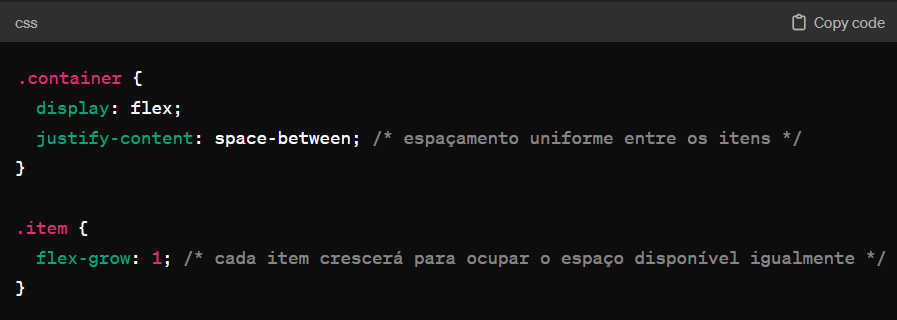 css
Copy code
.container {
display: flex;
justify-content: space-between; /* espaçamento uniforme entre os itens */
}
.item {
flex-grow: 1; /* cada item crescerá para ocupar o espaço disponível igualmente */
}